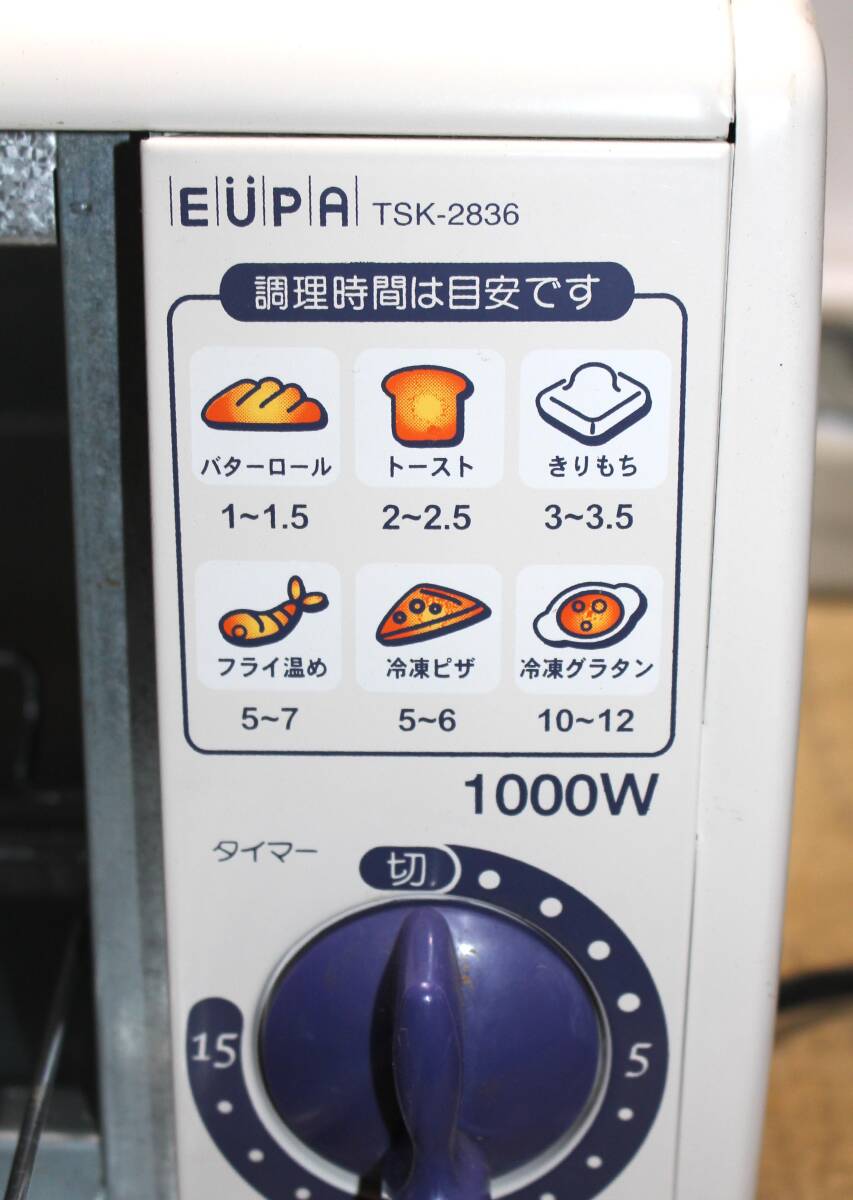 EÜPA TSK-2836
調理時間は目安です
バターロール トースト きりもち
1~1.5 2~2.5 3~3.5
フライ温め 冷凍ピザ 冷凍グラタン
5~7 5~6 10~12
1000W
タイマー 切
15 5